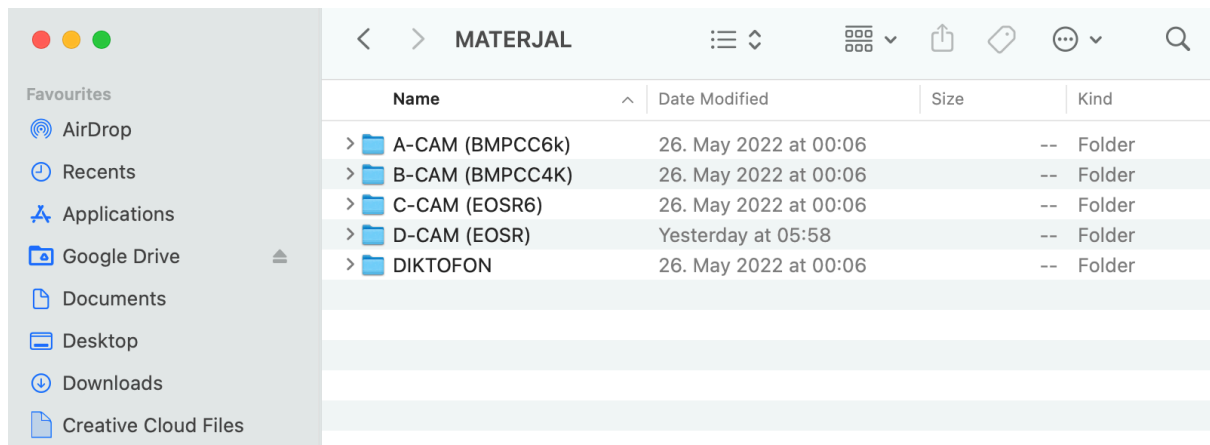 MATERJAL
Favourites
AirDrop
Recents
Applications
Google Drive
Documents
Desktop
Downloads
Creative Cloud Files
Name Date Modified Size Kind
A-CAM (BMPCC6k) 26. May 2022 at 00:06 -- Folder
B-CAM (BMPCC4K) 26. May 2022 at 00:06 -- Folder
C-CAM (EOSR6) 26. May 2022 at 00:06 -- Folder
D-CAM (EOSR) Yesterday at 05:58 -- Folder
DIKTOFON 26. May 2022 at 00:06 -- Folder